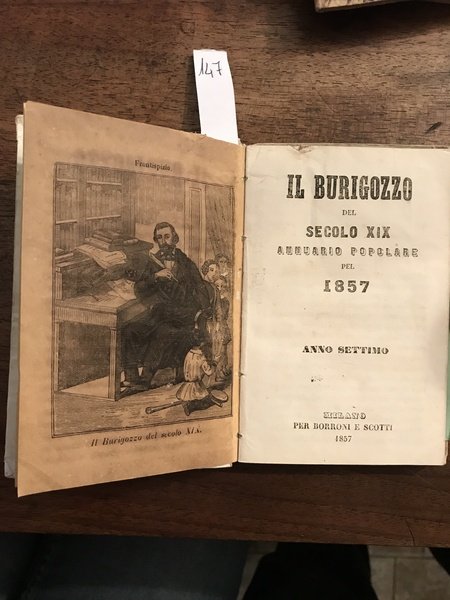 147
Frontispizio.
Il Burigozzo del secolo XIX.
IL BURIGOZZO
DEL
SECOLO XIX
ANNUARIO POPOLARE
PEL
1857
ANNO SETTIMO
MILANO
PER BORRONI E SCOTTI
1857